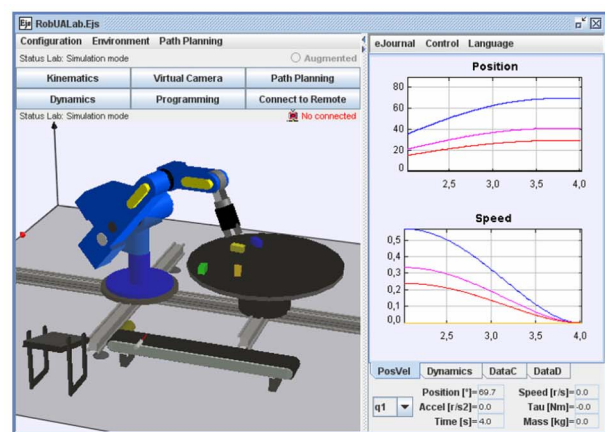 Ejs RobUALab.Ejs
Configuration Environment Path Planning
Status Lab: Simulation mode Augmented
Kinematics Virtual Camera Path Planning
Dynamics Programming Connect to Remote
Status Lab: Simulation mode No connected
eJournal Control Language
Position
80
60
40
20
0
2,5 3,0 3,5 4,0
Speed
0,5
0,4
0,3
0,2
0,1
0,0
2,5 3,0 3,5 4,0
PosVel Dynamics DataC DataD
Position [°]= 69.7 Speed [r/s]= 0.0
q1 Accel [r/s2]= 0.0 Tau [Nm]= -0.0
Time [s]= 4.0 Mass [kg]= 0.0